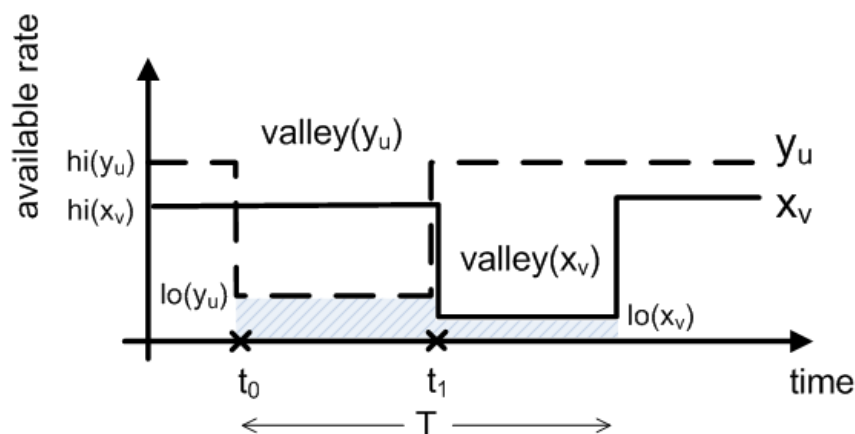 available rate
valley(yᵤ)
hi(yᵤ)
yᵤ
hi(xᵥ)
xᵥ
valley(xᵥ)
lo(yᵤ)
lo(xᵥ)
t₀
t₁
time
T